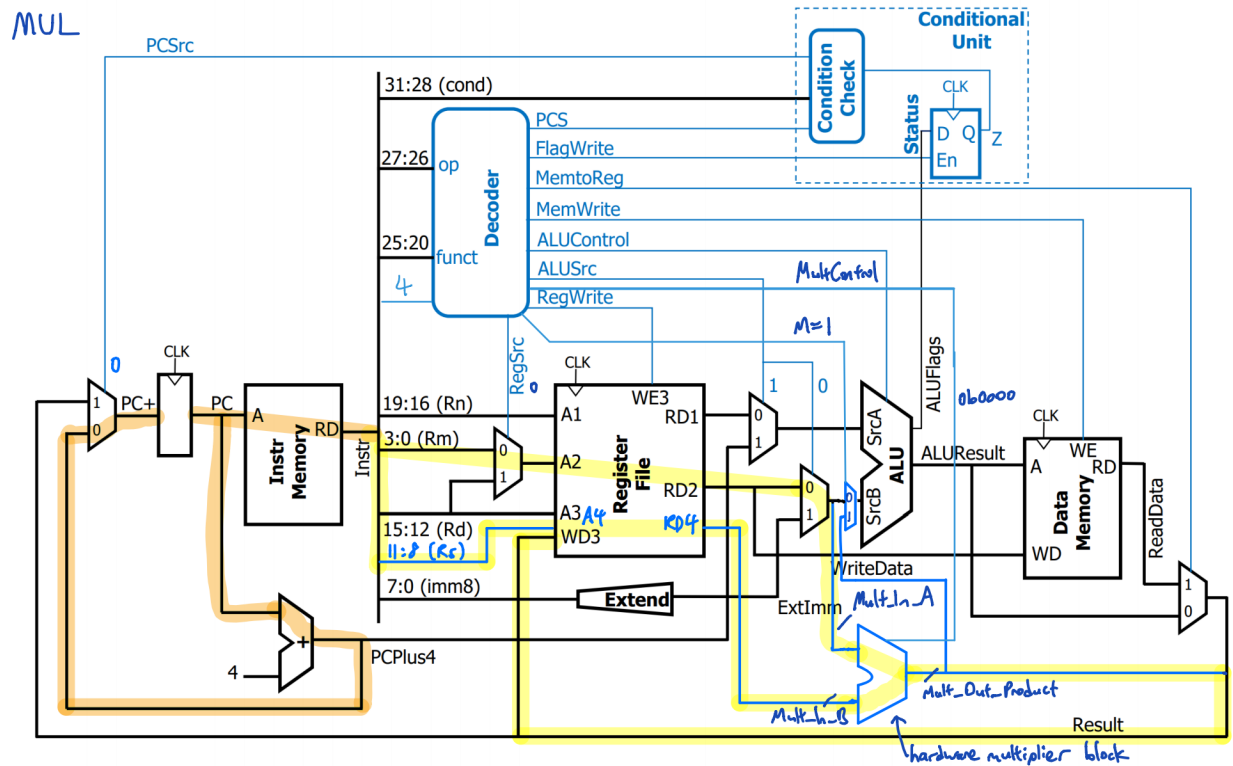 MUL
Conditional
Unit
PCSrc
31:28 (cond)
Condition
Check
CLK
Status
D
Q
Z
En
PCS
FlagWrite
27:26
op
MemtoReg
MemWrite
Decoder
25:20
funct
ALUControl
ALUSrc
MultControl
4
RegWrite
M=1
RegSrc
0
0
CLK
CLK
1
0
ALUFlags
0b0000
CLK
1
PC+
0
PC
A
RD
Instr
Memory
Instr
19:16 (Rn)
3:0 (Rm)
0
1
A1
A2
A3
A4
WD3
WE3
RD1
RD2
RD4
Register
File
0
1
0
1
0
1
SrcA
SrcB
ALU
ALUResult
A
WE
RD
Data
Memory
WD
ReadData
1
0
15:12 (Rd)
11:8 (Rs)
7:0 (imm8)
Extend
ExtImm
WriteData
Mult_In_A
+
4
PCPlus4
Mult_Out_Product
Mult_In_B
Result
hardware multiplier block